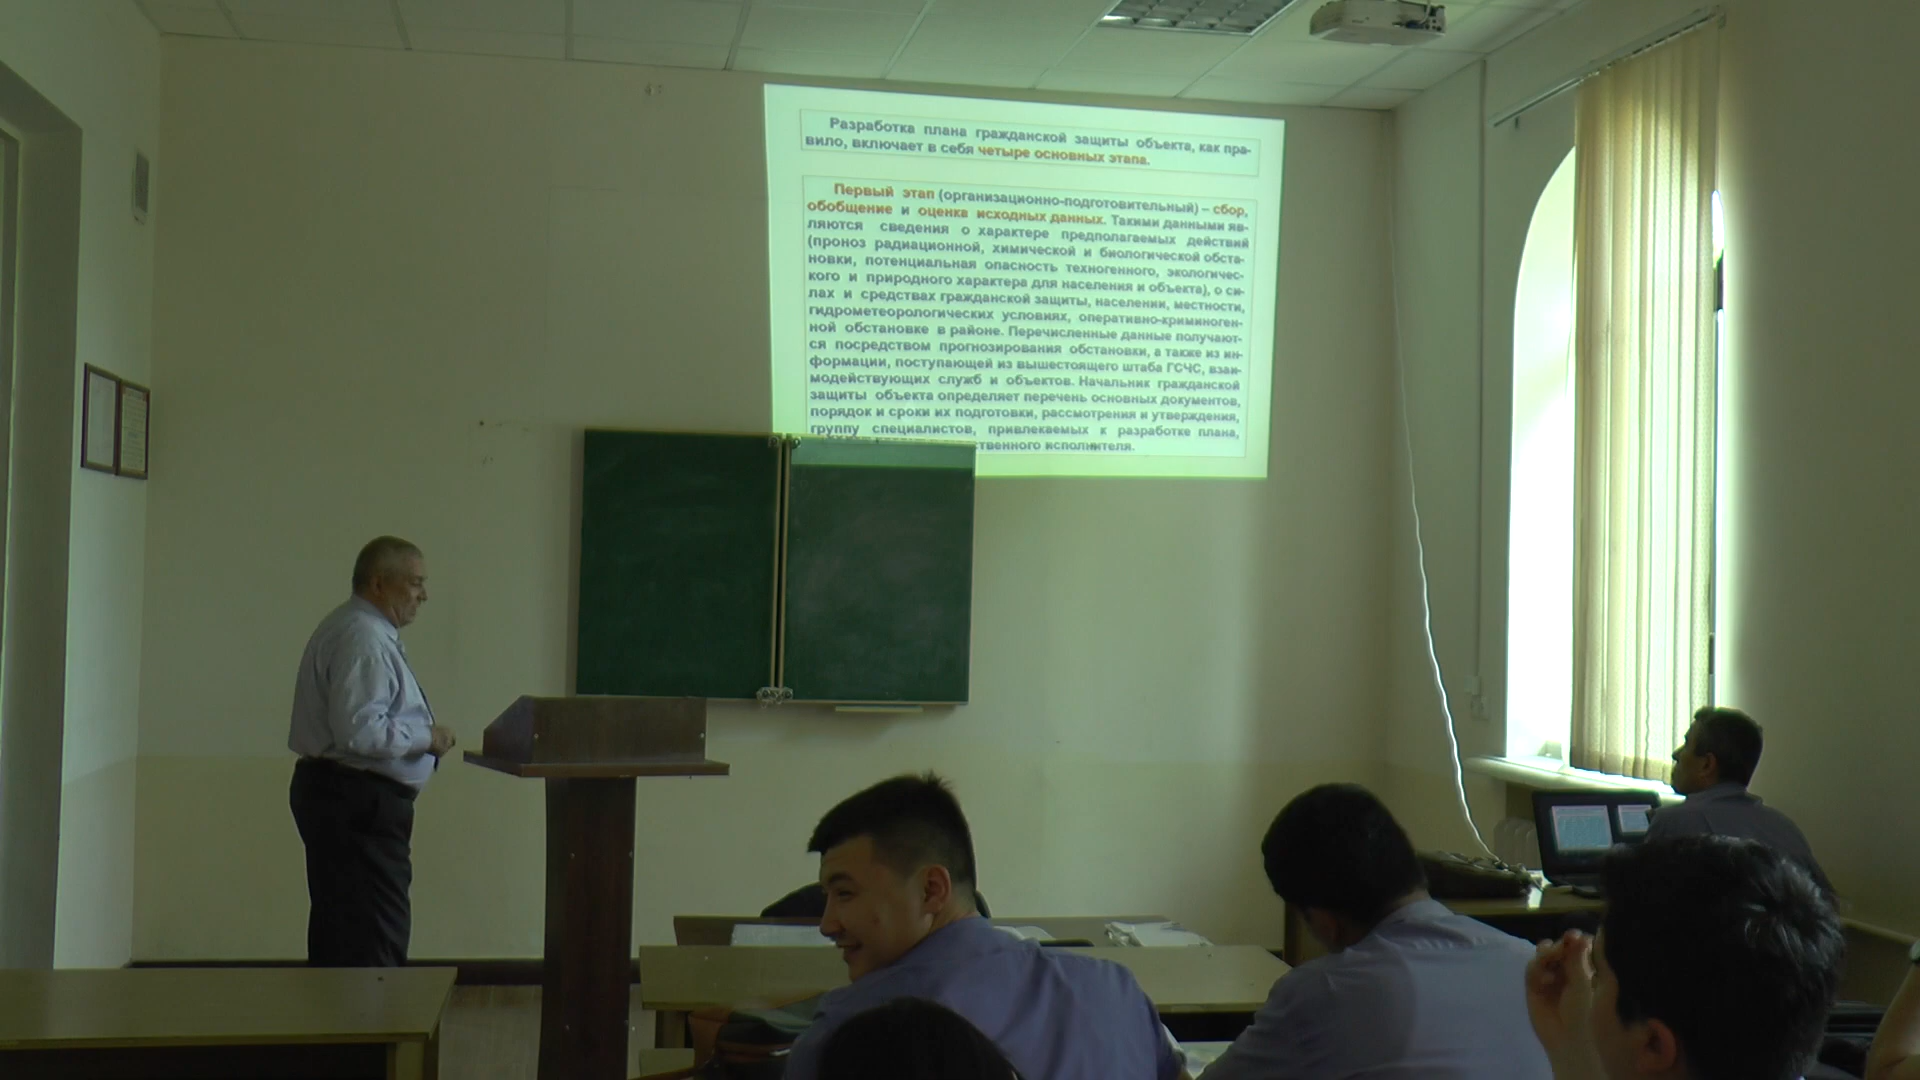 Разработка плана гражданской защиты объекта, как пра-
вило, включает в себя четыре основных этапа.
Первый этап (организационно-подготовительный) – сбор,
обобщение и оценка исходных данных. Такими данными яв-
ляются сведения о характере предполагаемых действий
(проноз радиационной, химической и биологической обста-
новки, потенциальная опасность техногенного, экологичес-
кого и природного характера для населения и объекта), о си-
лах и средствах гражданской защиты, населении, местности,
гидрометеорологических условиях, оперативно-криминоген-
ной обстановке в районе. Перечисленные данные получают-
ся посредством прогнозирования обстановки, а также из ин-
формации, поступающей из вышестоящего штаба ГСЧС, взаи-
модействующих служб и объектов. Начальник гражданской
защиты объекта определяет перечень основных документов,
порядок и сроки их подготовки, рассмотрения и утверждения,
группу специалистов, привлекаемых к разработке плана,
ственного исполнителя.